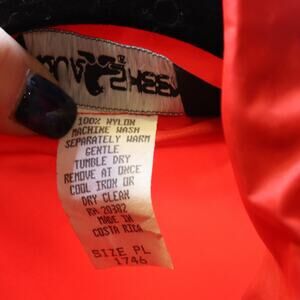 100% NYLON
MACHINE WASH
SEPARATELY WARM
GENTLE
TUMBLE DRY
REMOVE AT ONCE
COOL IRON OR
DRY CLEAN
RN 20302
MADE IN
COSTA RICA
SIZE PL
1746